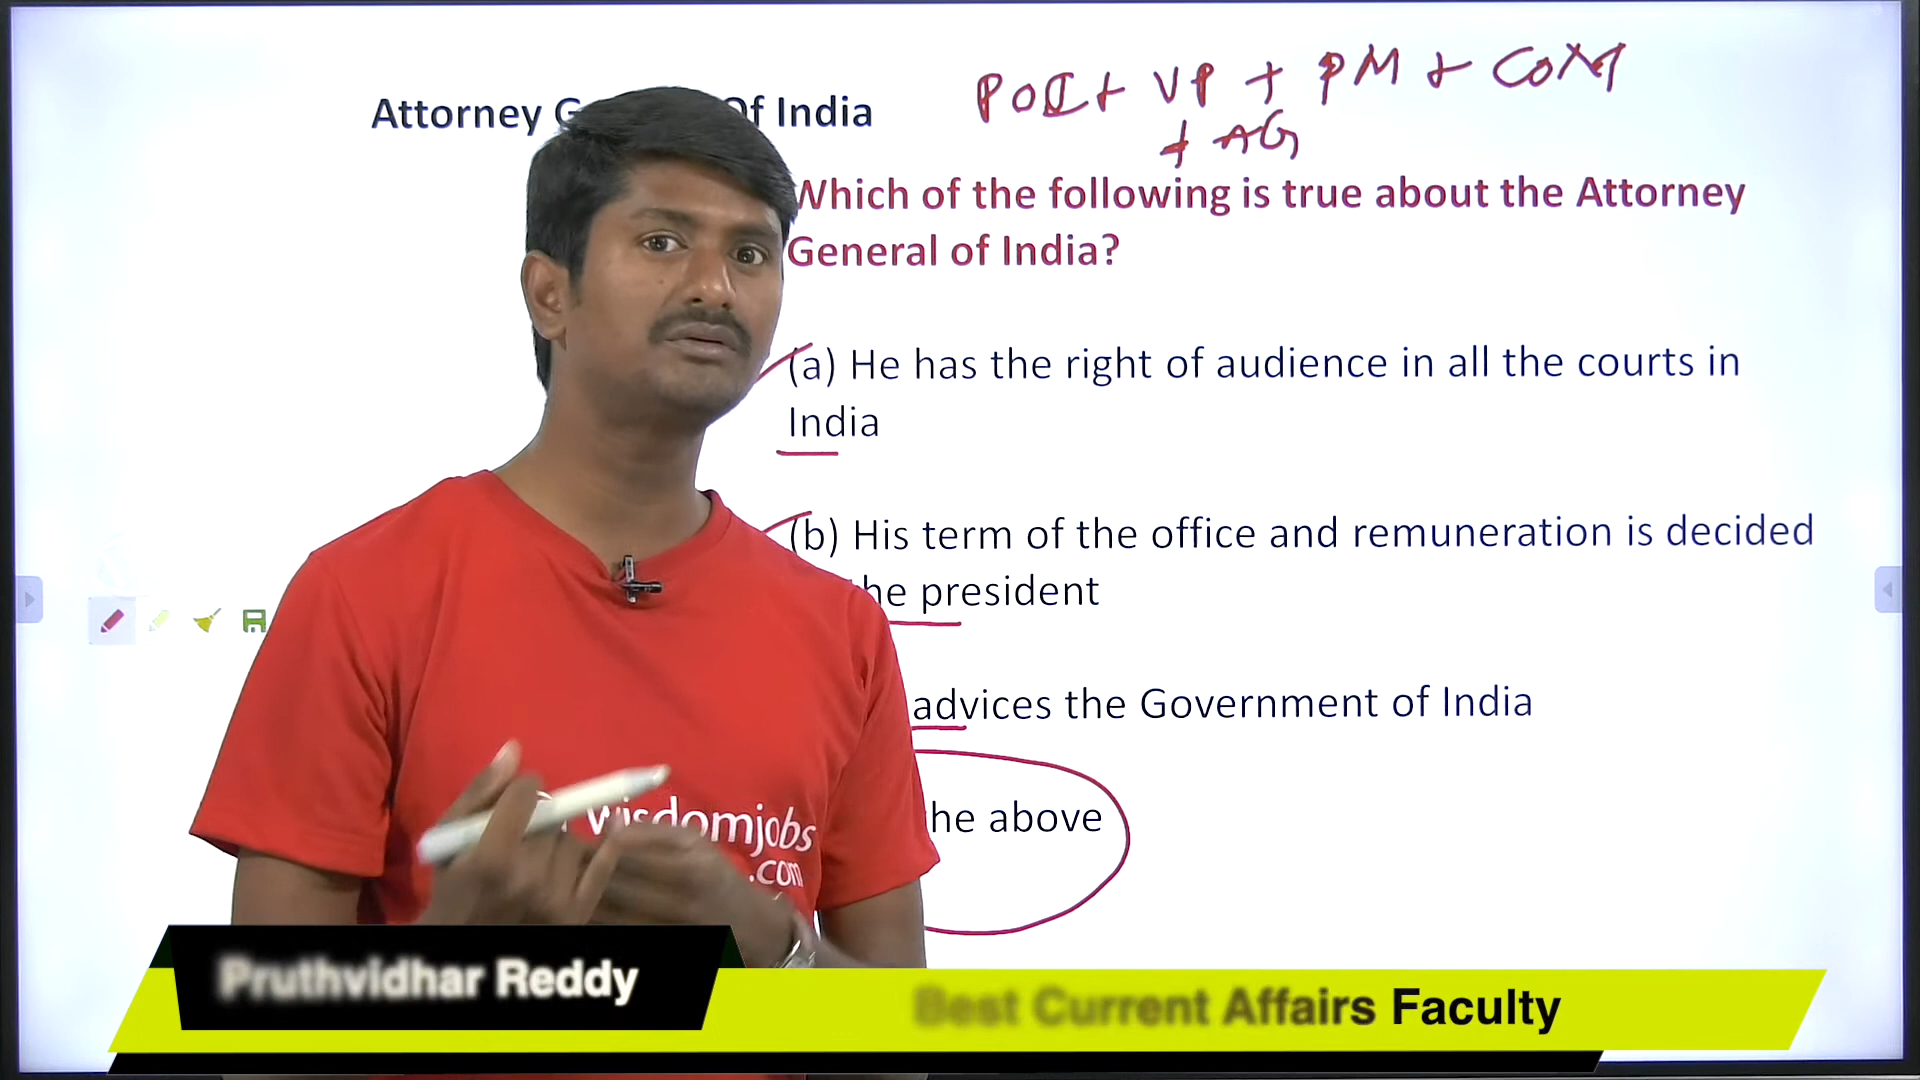 Attorney G Of India
POI + VP + PM + COM
+ AG
Which of the following is true about the Attorney
General of India?
(a) He has the right of audience in all the courts in
India
(b) His term of the office and remuneration is decided
he president
advices the Government of India
he above
wisdomjobs
.com
Pruthvidhar Reddy
Best Current Affairs Faculty